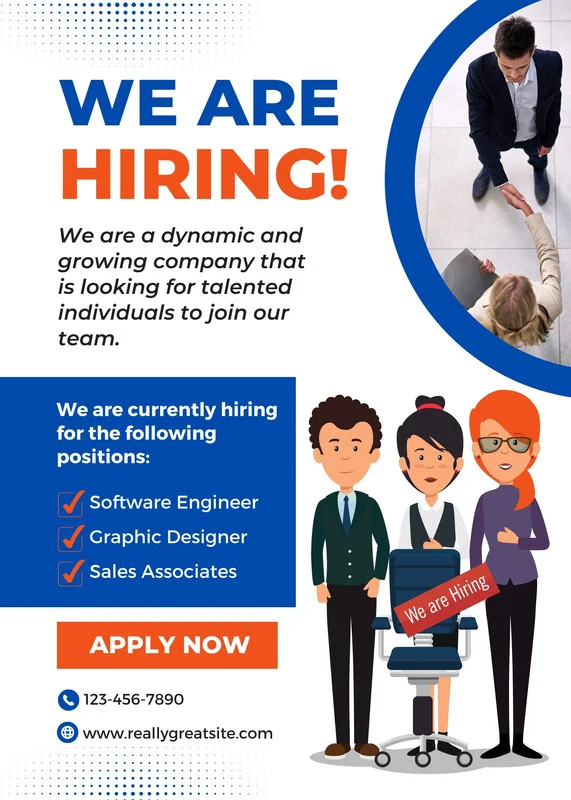 WE ARE
HIRING!
We are a dynamic and
growing company that
is looking for talented
individuals to join our
team.
We are currently hiring
for the following
positions:
Software Engineer
Graphic Designer
Sales Associates
We are Hiring
APPLY NOW
123-456-7890
www.reallygreatsite.com